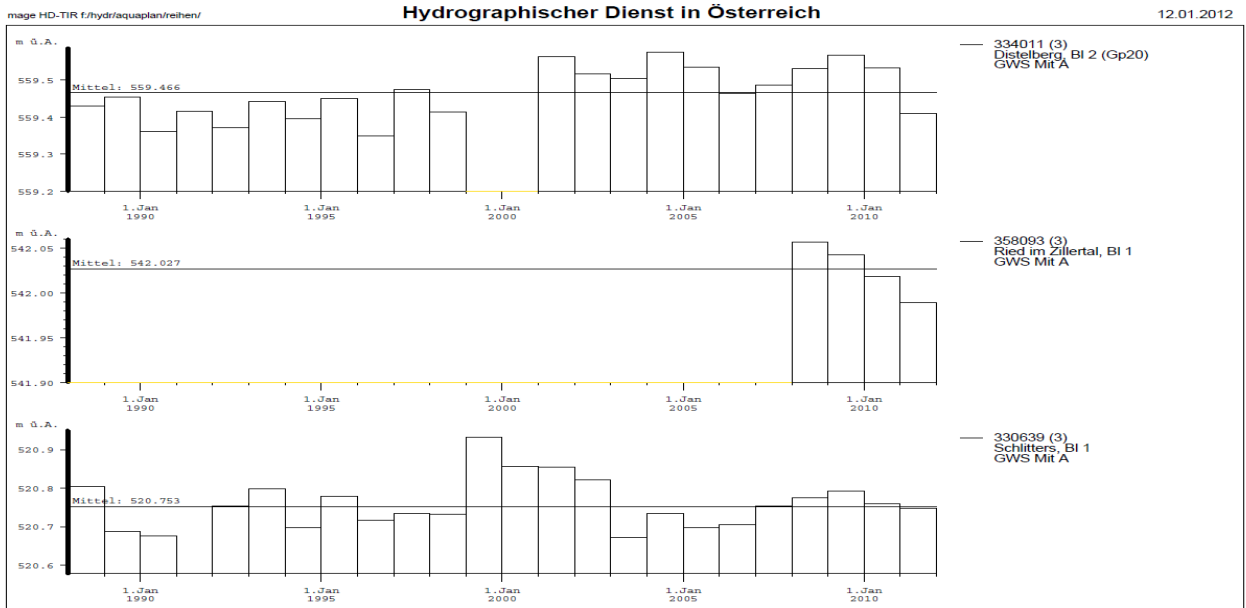 mage HD-TIR f:/hydr/aquaplan/reihen/
Hydrographischer Dienst in Österreich
12.01.2012
m ü.A.
559.5
559.4
559.3
559.2
Mittel: 559.466
1.Jan 1.Jan 1.Jan 1.Jan 1.Jan
1990 1995 2000 2005 2010
334011 (3)
Distelberg, Bl 2 (Gp20)
GWS Mit A
m ü.A.
542.05
542.00
541.95
541.90
Mittel: 542.027
1.Jan 1.Jan 1.Jan 1.Jan 1.Jan
1990 1995 2000 2005 2010
358093 (3)
Ried im Zillertal, Bl 1
GWS Mit A
m ü.A.
520.9
520.8
520.7
520.6
Mittel: 520.753
1.Jan 1.Jan 1.Jan 1.Jan 1.Jan
1990 1995 2000 2005 2010
330639 (3)
Schlitters, Bl 1
GWS Mit A